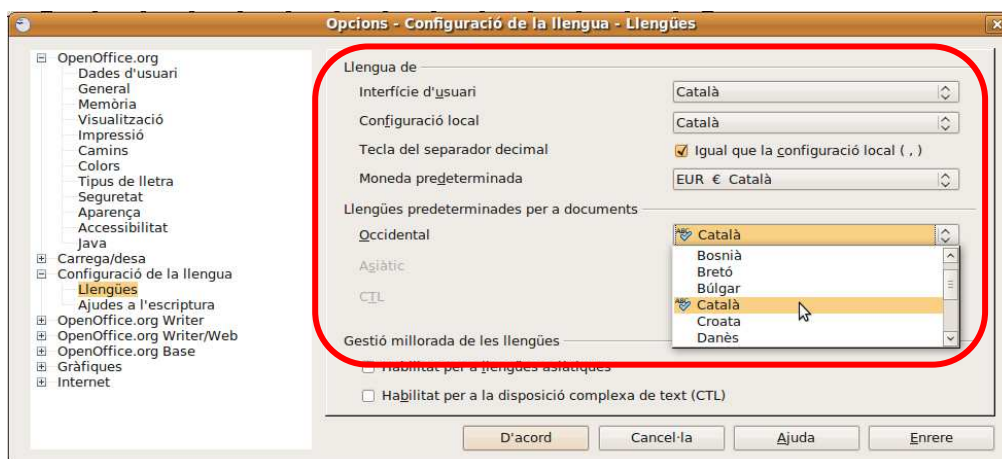 Opcions - Configuració de la llengua - Llengües
OpenOffice.org
Dades d'usuari
General
Memòria
Visualització
Impressió
Camins
Colors
Tipus de lletra
Seguretat
Aparença
Accessibilitat
Java
Carrega/desa
Configuració de la llengua
Llengües
Ajudes a l'escriptura
OpenOffice.org Writer
OpenOffice.org Writer/Web
OpenOffice.org Base
Gràfiques
Internet
Llengua de
Interfície d'usuari Català
Configuració local Català
Tecla del separador decimal Igual que la configuració local ( , )
Moneda predeterminada EUR € Català
Llengües predeterminades per a documents
Occidental Català
Asiàtic
CTL
Bosnià
Bretó
Búlgar
Català
Croata
Danès
Gestió millorada de les llengües
Habilitat per a llengües asiàtiques
Habilitat per a la disposició complexa de text (CTL)
D'acord Cancel·la Ajuda Enrere